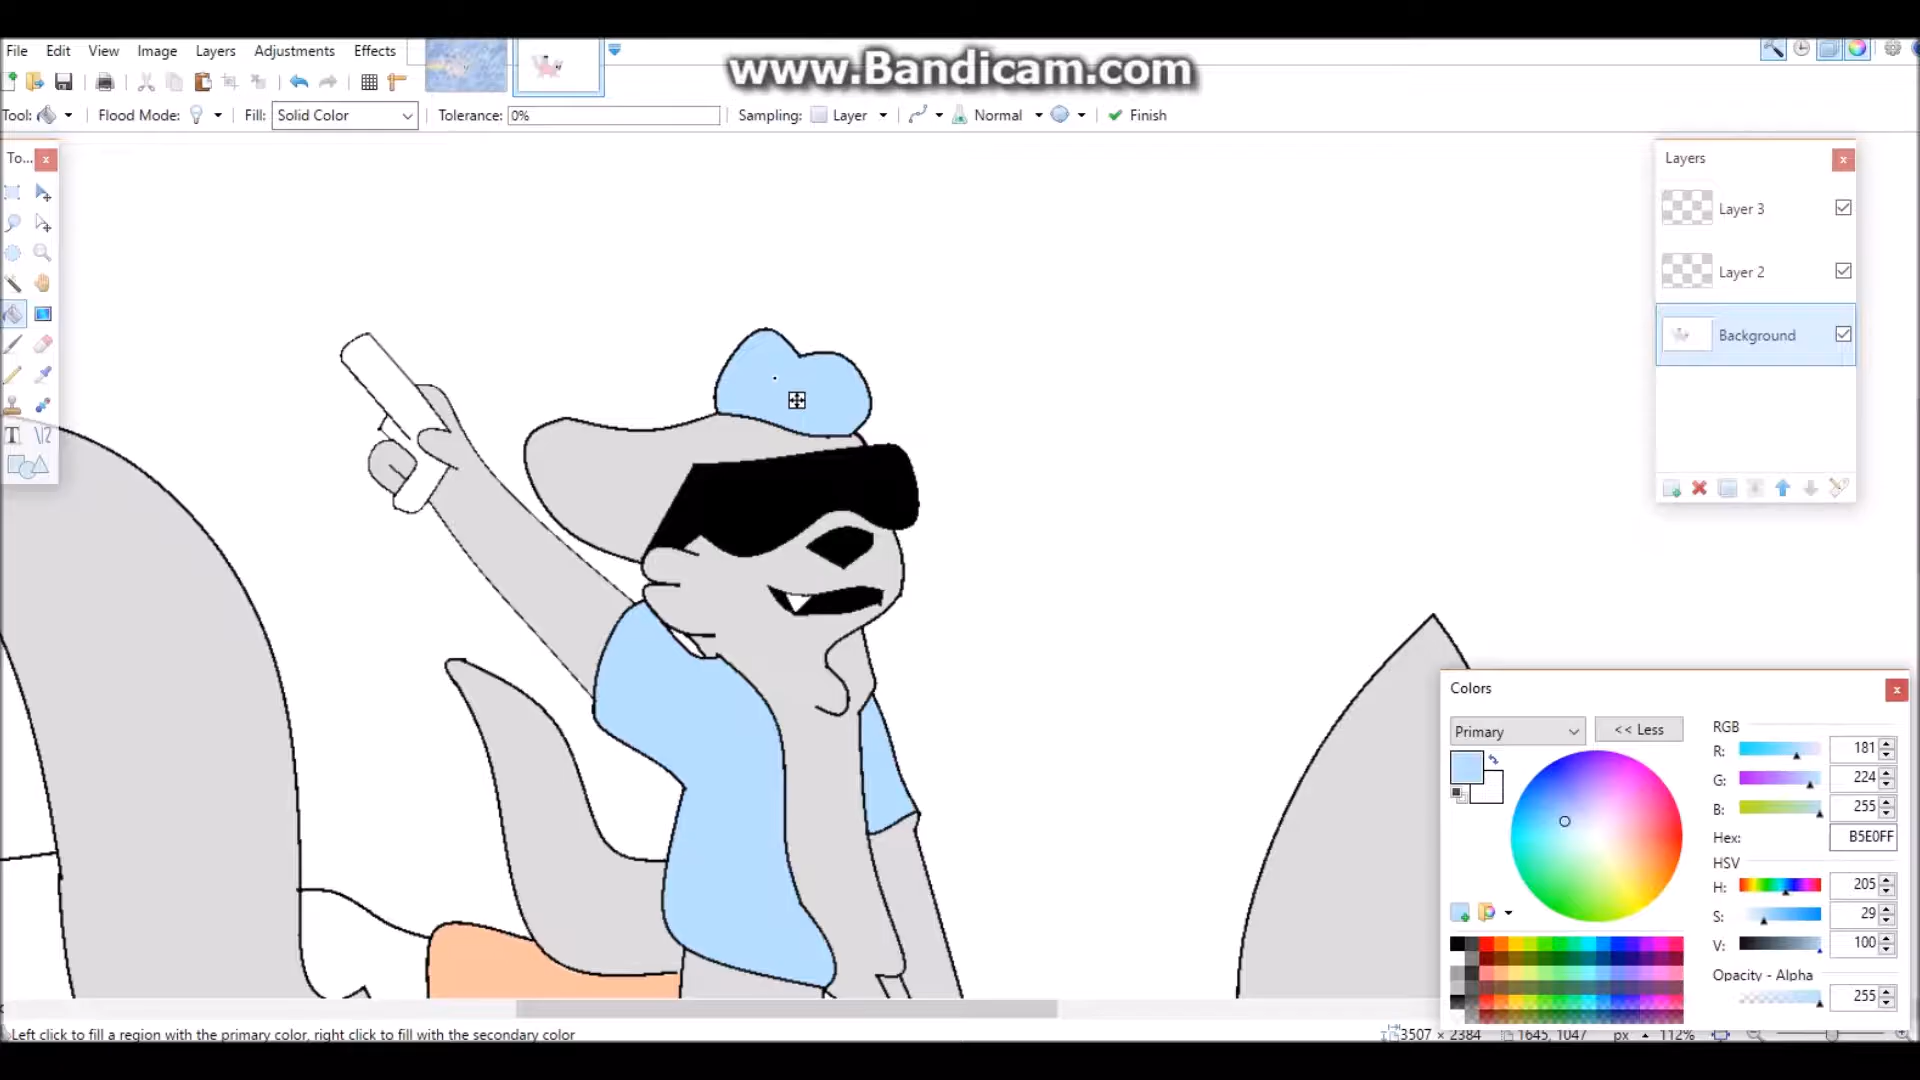 File Edit View Image Layers Adjustments Effects
www.Bandicam.com
Tool: Flood Mode: Fill: Solid Color Tolerance: 0% Sampling: Layer Normal Finish
To...
Layers
Layer 3
Layer 2
Background
Colors
Primary
<< Less
RGB
R: 181
G: 224
B: 255
Hex: B5E0FF
HSV
H: 205
S: 29
V: 100
Opacity - Alpha
255
Left click to fill a region with the primary color, right click to fill with the secondary color
3507 × 2384 1645, 1047 px 112%